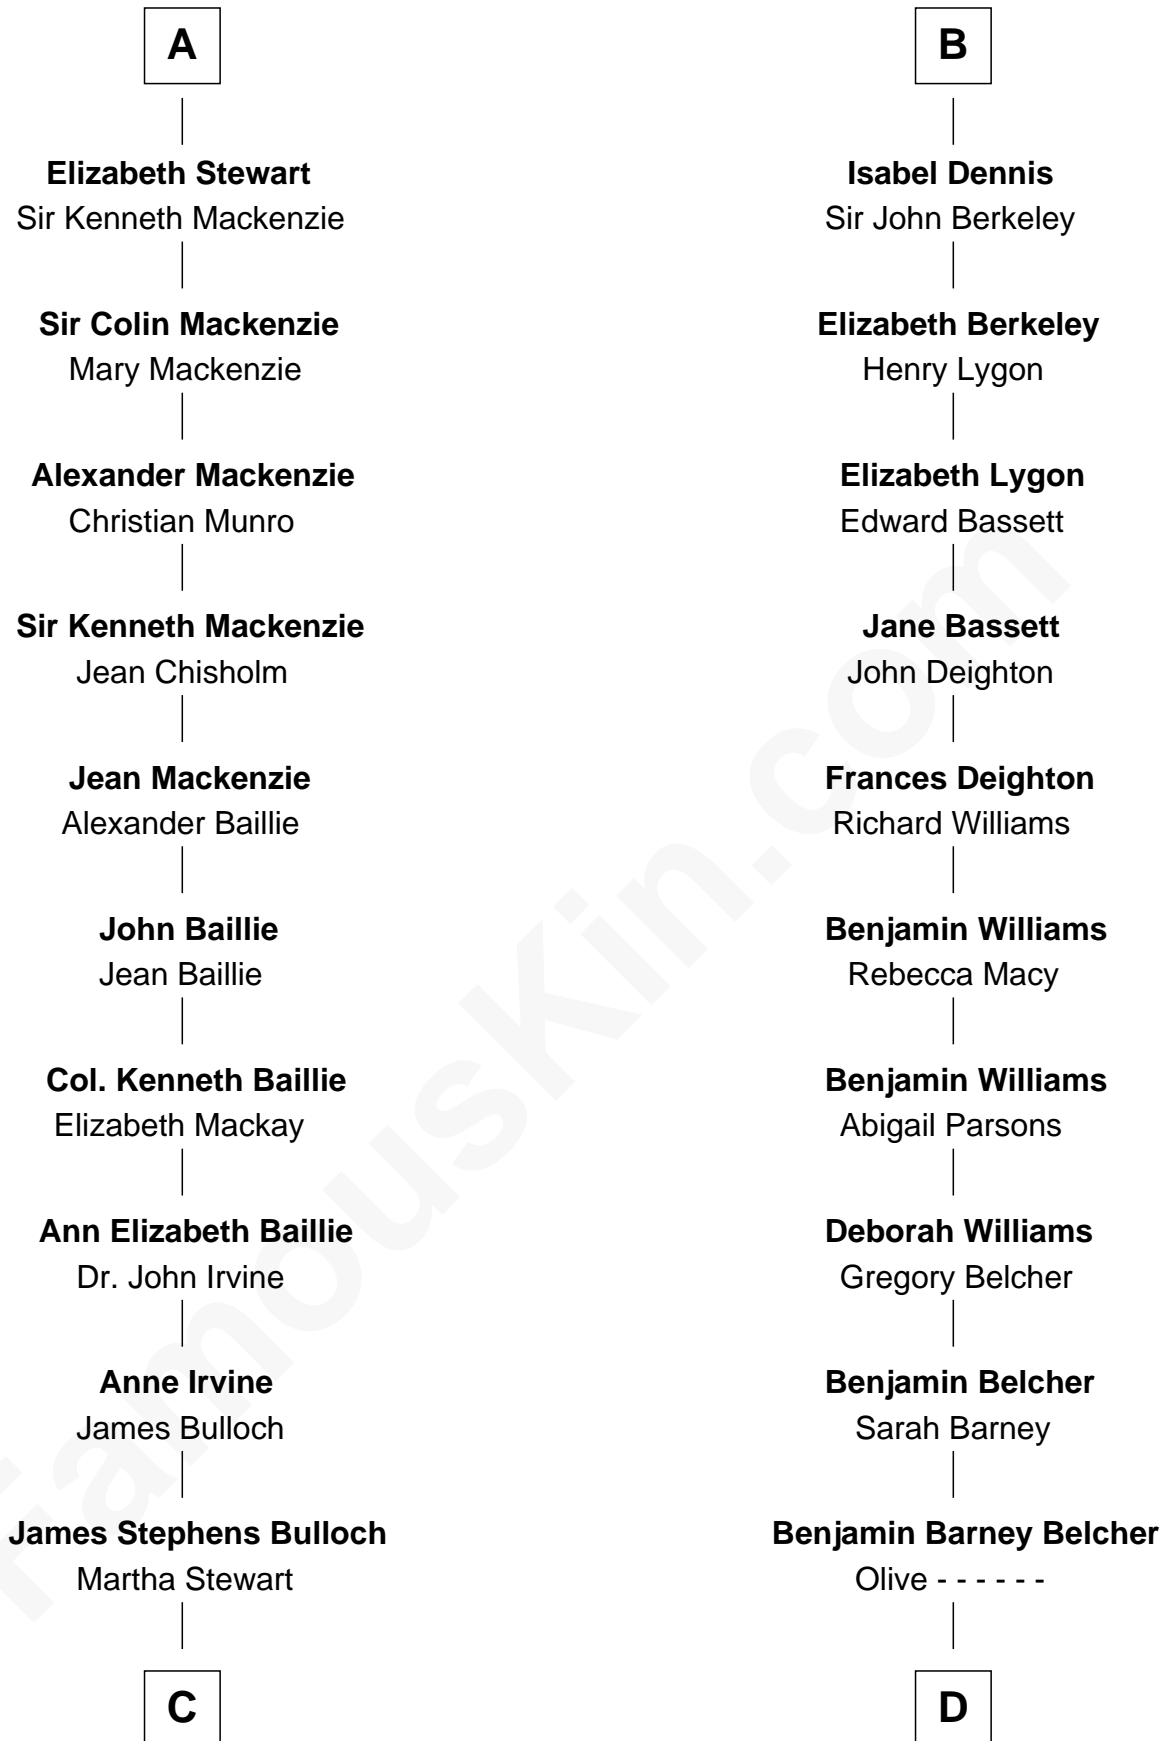 A
Elizabeth Stewart
Sir Kenneth Mackenzie
Sir Colin Mackenzie
Mary Mackenzie
Alexander Mackenzie
Christian Munro
Sir Kenneth Mackenzie
Jean Chisholm
Jean Mackenzie
Alexander Baillie
John Baillie
Jean Baillie
Col. Kenneth Baillie
Elizabeth Mackay
Ann Elizabeth Baillie
Dr. John Irvine
Anne Irvine
James Bulloch
James Stephens Bulloch
Martha Stewart
C
B
Isabel Dennis
Sir John Berkeley
Elizabeth Berkeley
Henry Lygon
Elizabeth Lygon
Edward Bassett
Jane Bassett
John Deighton
Frances Deighton
Richard Williams
Benjamin Williams
Rebecca Macy
Benjamin Williams
Abigail Parsons
Deborah Williams
Gregory Belcher
Benjamin Belcher
Sarah Barney
Benjamin Barney Belcher
Olive - - - - - -
D
FamousKin.com